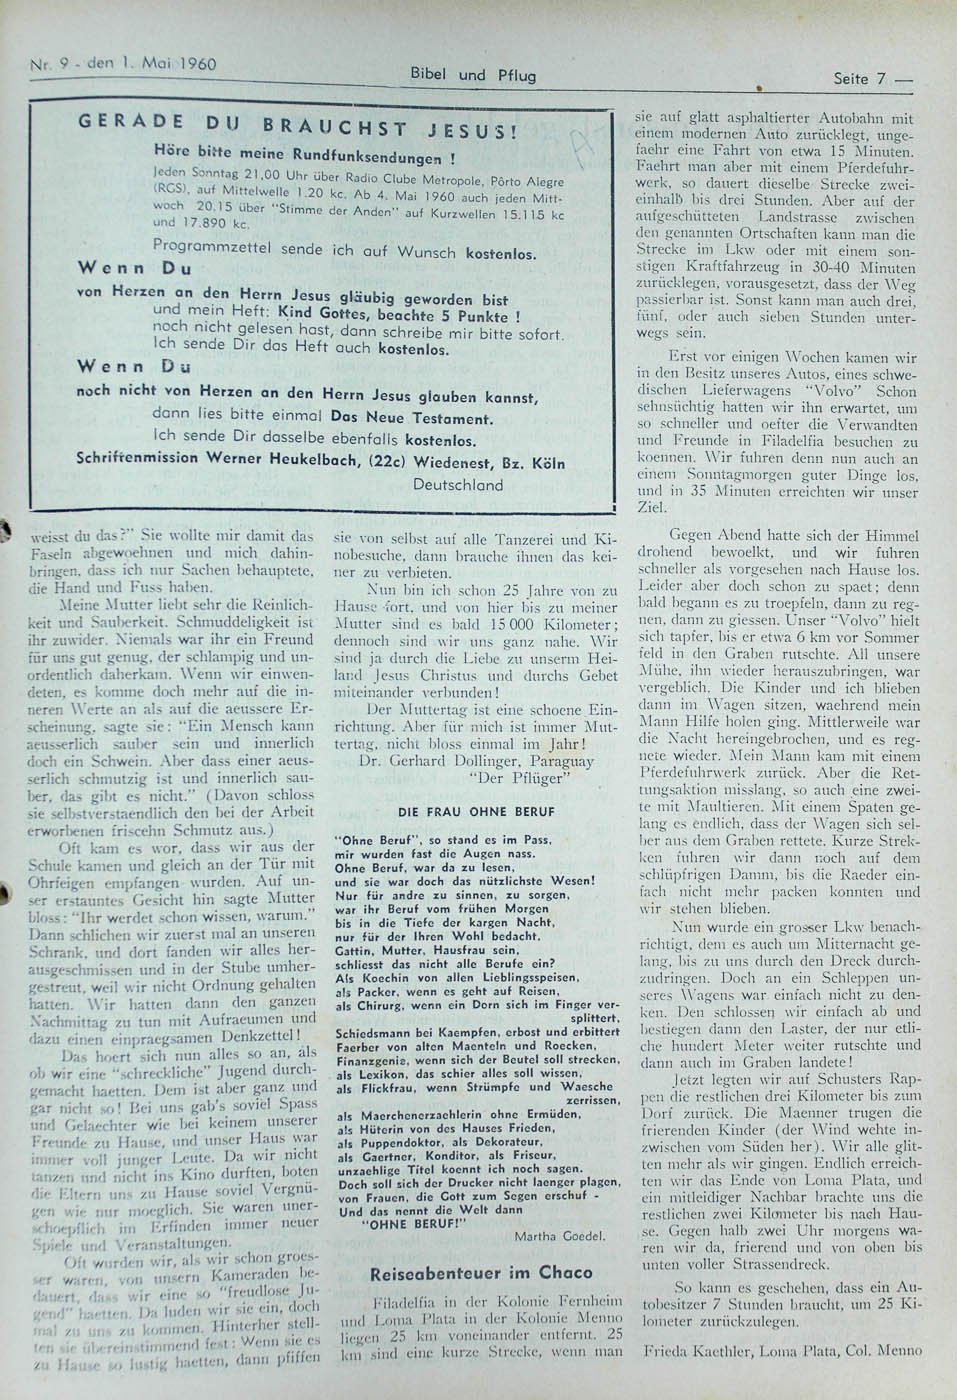 Nr. 9 - den 1. Mai 1960
Bibel und Pflug
Seite 7 —
GERADE DU BRAUCHST JESUS!
Höre bitte meine Rundfunksendungen !
Jeden Sonntag 21,00 Uhr über Radio Clube Metropole, Pôrto Alegre
(RGS), auf Mittelwelle 1.20 kc. Ab 4. Mai 1960 auch jeden Mitt-
woch 20.15 über "Stimme der Anden" auf Kurzwellen 15.115 kc
und 17.890 kc.
Programmzettel sende ich auf Wunsch kostenlos.
Wenn Du
von Herzen an den Herrn Jesus gläubig geworden bist
und mein Heft: Kind Gottes, beachte 5 Punkte !
noch nicht gelesen hast, dann schreibe mir bitte sofort.
Ich sende Dir das Heft auch kostenlos.
Wenn Du
noch nicht von Herzen an den Herrn Jesus glauben kannst,
dann lies bitte einmal Das Neue Testament.
Ich sende Dir dasselbe ebenfalls kostenlos.
Schriftenmission Werner Heukelbach, (22c) Wiedenest, Bz. Köln
Deutschland
weisst du das?" Sie wollte mir damit das
Faseln abgewoehnen und mich dahin-
bringen, dass ich nur Sachen behauptete,
die Hand und Fuss haben.
Meine Mutter liebt sehr die Reinlich-
keit und Sauberkeit. Schmuddeligkeit ist
ihr zuwider. Niemals war ihr ein Freund
für uns gut genug, der schlampig und un-
ordentlich daherkam. Wenn wir einwen-
deten, es komme doch mehr auf die in-
neren Werte an als auf die aeussere Er-
scheinung, sagte sie: "Ein Mensch kann
aeusserlich sauber sein und innerlich
doch ein Schwein. Aber dass einer aeus-
serlich schmutzig ist und innerlich sau-
ber, das gibt es nicht." (Davon schloss
sie selbstverstaendlich den bei der Arbeit
erworbenen friscehn Schmutz aus.)
Oft kam es vor, dass wir aus der
Schule kamen und gleich an der Tür mit
Ohrfeigen empfangen wurden. Auf un-
ser erstauntes Gesicht hin sagte Mutter
bloss: "Ihr werdet schon wissen, warum."
Dann schlichen wir zuerst mal an unseren
Schrank, und dort fanden wir alles her-
ausgeschmissen und in der Stube umher-
gestreut, weil wir nicht Ordnung gehalten
hatten. Wir hatten dann den ganzen
Nachmittag zu tun mit Aufraeumen und
dazu einen einpraegsamen Denkzettel!
Das hoert sich nun alles so an, als
ob wir eine "schreckliche" Jugend durch-
gemacht haetten. Dem ist aber ganz und
gar nicht so! Bei uns gab's soviel Spass
und Gelaechter wie bei keinem unserer
Freunde zu Hause, und unser Haus war
immer voll junger Leute. Da wir nicht
tanzen und nicht ins Kino durften, boten
die Eltern uns zu Hause soviel Vergnü-
gen wie nur moeglich. Sie waren uner-
schoepflich im Erfinden immer neuer
Spiele und Veranstaltungen.
Oft wurden wir, als wir schon groes-
ser waren, von unsern Kameraden be-
dauert, dass wir eine so "freudlose Ju-
gend" haetten. Da luden wir sie ein, doch
mal zu uns zu kommen. Hinterher stell-
ten sie übereinstimmend fest: Wenn sie es
zu Hause so lustig haetten, dann pfiffen
sie von selbst auf alle Tanzerei und Ki-
nobesuche, dann brauche ihnen das kei-
ner zu verbieten.
Nun bin ich schon 25 Jahre von zu
Hause fort, und von hier bis zu meiner
Mutter sind es bald 15 000 Kilometer;
dennoch sind wir uns ganz nahe. Wir
sind ja durch die Liebe zu unserm Hei-
land Jesus Christus und durchs Gebet
miteinander verbunden!
Der Muttertag ist eine schoene Ein-
richtung. Aber für mich ist immer Mut-
tertag, nicht bloss einmal im Jahr!
Dr. Gerhard Dollinger, Paraguay
"Der Pflüger"
DIE FRAU OHNE BERUF
"Ohne Beruf", so stand es im Pass,
mir wurden fast die Augen nass.
Ohne Beruf, war da zu lesen,
und sie war doch das nützlichste Wesen!
Nur für andre zu sinnen, zu sorgen,
war ihr Beruf vom frühen Morgen
bis in die Tiefe der kargen Nacht,
nur für der Ihren Wohl bedacht.
Gattin, Mutter, Hausfrau sein,
schliesst das nicht alle Berufe ein?
Als Koechin von allen Lieblingsspeisen,
als Packer, wenn es geht auf Reisen,
als Chirurg, wenn ein Dorn sich im Finger ver-
splittert,
Schiedsmann bei Kaempfen, erbost und erbittert
Faerber von alten Maenteln und Roecken,
Finanzgenie, wenn sich der Beutel soll strecken,
als Lexikon, das schier alles soll wissen,
als Flickfrau, wenn Strümpfe und Waesche
zerrissen,
als Maerchenerzaehlerin ohne Ermüden,
als Hüterin von des Hauses Frieden,
als Puppendoktor, als Dekorateur,
als Gaertner, Konditor, als Friseur,
unzaehlige Titel koennt ich noch sagen.
Doch soll sich der Drucker nicht laenger plagen,
von Frauen, die Gott zum Segen erschuf -
Und das nennt die Welt dann
"OHNE BERUF!"
Martha Goedel.
Reiseabenteuer im Chaco
Filadelfia in der Kolonie Fernheim
und Loma Plata in der Kolonie Menno
liegen 25 km voneinander entfernt. 25
km sind eine kurze Strecke, wenn man
sie auf glatt asphaltierter Autobahn mit
einem modernen Auto zurücklegt, unge-
faehr eine Fahrt von etwa 15 Minuten.
Faehrt man aber mit einem Pferdefuhr-
werk, so dauert dieselbe Strecke zwei-
einhalb bis drei Stunden. Aber auf der
aufgeschütteten Landstrasse zwischen
den genannten Ortschaften kann man die
Strecke im Lkw oder mit einem son-
stigen Kraftfahrzeug in 30-40 Minuten
zurücklegen, vorausgesetzt, dass der Weg
passierbar ist. Sonst kann man auch drei,
fünf, oder auch sieben Stunden unter-
wegs sein.
Erst vor einigen Wochen kamen wir
in den Besitz unseres Autos, eines schwe-
dischen Lieferwagens "Volvo" Schon
sehnsüchtig hatten wir ihn erwartet, um
so schneller und oefter die Verwandten
und Freunde in Filadelfia besuchen zu
koennen. Wir fuhren denn nun auch an
einem Sonntagmorgen guter Dinge los,
und in 35 Minuten erreichten wir unser
Ziel.
Gegen Abend hatte sich der Himmel
drohend bewoelkt, und wir fuhren
schneller als vorgesehen nach Hause los.
Leider aber doch schon zu spaet; denn
bald begann es zu troepfeln, dann zu reg-
nen, dann zu giessen. Unser "Volvo" hielt
sich tapfer, bis er etwa 6 km vor Sommer
feld in den Graben rutschte. All unsere
Mühe, ihn wieder herauszubringen, war
vergeblich. Die Kinder und ich blieben
dann im Wagen sitzen, waehrend mein
Mann Hilfe holen ging. Mittlerweile war
die Nacht hereingebrochen, und es reg-
nete wieder. Mein Mann kam mit einem
Pferdefuhrwerk zurück. Aber die Ret-
tungsaktion misslang, so auch eine zwei-
te mit Maultieren. Mit einem Spaten ge-
lang es endlich, dass der Wagen sich sel-
ber aus dem Graben rettete. Kurze Strek-
ken fuhren wir dann noch auf dem
schlüpfrigen Damm, bis die Raeder ein-
fach nicht mehr packen konnten und
wir stehen blieben.
Nun wurde ein grosser Lkw benach-
richtigt, dem es auch um Mitternacht ge-
lang, bis zu uns durch den Dreck durch-
zudringen. Doch an ein Schleppen un-
seres Wagens war einfach nicht zu den-
ken. Den schlossen wir einfach ab und
bestiegen dann den Laster, der nur etli-
che hundert Meter weiter rutschte und
dann auch im Graben landete!
Jetzt legten wir auf Schusters Rap-
pen die restlichen drei Kilometer bis zum
Dorf zurück. Die Maenner trugen die
frierenden Kinder (der Wind wehte in-
zwischen vom Süden her). Wir alle glit-
ten mehr als wir gingen. Endlich erreich-
ten wir das Ende von Loma Plata, und
ein mitleidiger Nachbar brachte uns die
restlichen zwei Kilometer bis nach Hau-
se. Gegen halb zwei Uhr morgens wa-
ren wir da, frierend und von oben bis
unten voller Strassendreck.
So kann es geschehen, dass ein Au-
tobesitzer 7 Stunden braucht, um 25 Ki-
lometer zurückzulegen.
Frieda Kaethler, Loma Plata, Col. Menno